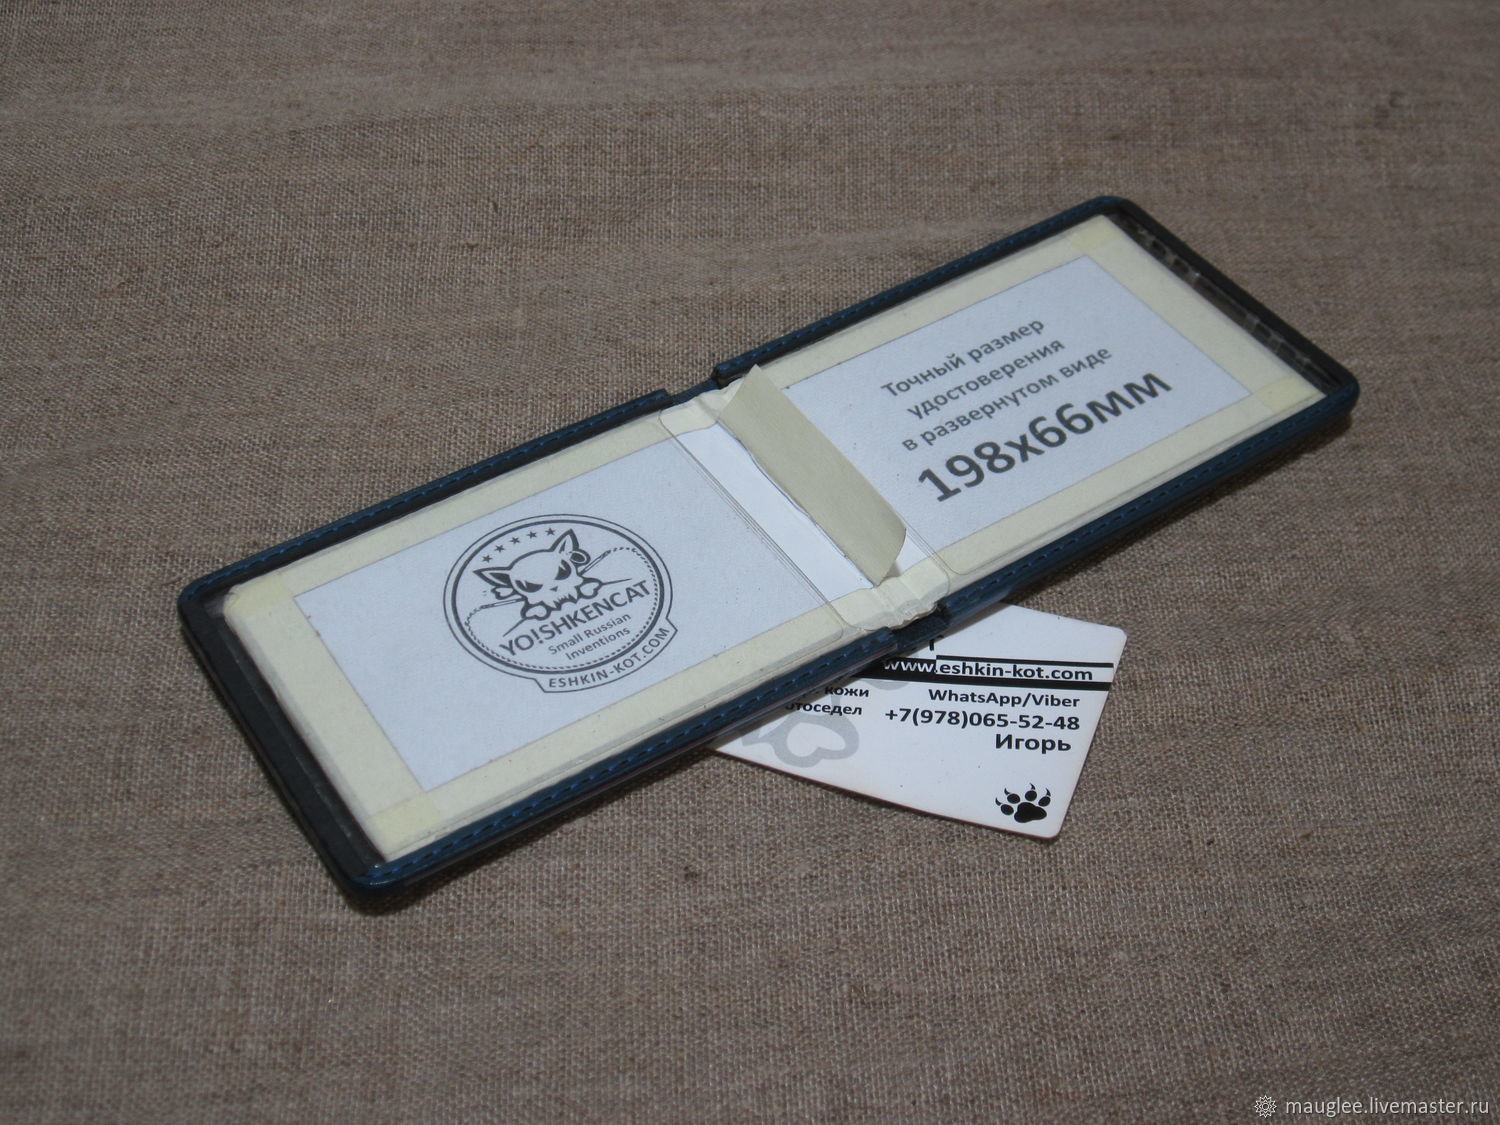 Точный размер
удостоверения
в развернутом виде
198х66мм
YO!SHKENCAT
Small Russian
Inventions
ESHKIN-KOT.COM
www.eshkin-kot.com
кожи
WhatsApp/Viber
+7(978)065-52-48
Игорь
mauglee.livemaster.ru